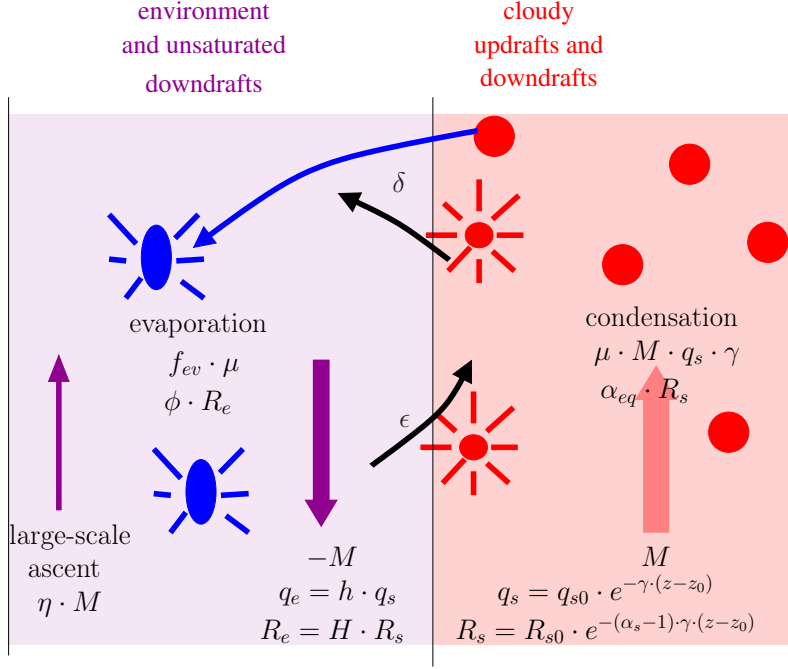 environment
and unsaturated
downdrafts
cloudy
updrafts and
downdrafts
δ
evaporation
f_{ev} · μ
φ · R_e
condensation
μ · M · q_s · γ
α_{eq} · R_s
ϵ
large-scale
ascent
η · M
−M
q_e = h · q_s
R_e = H · R_s
M
q_s = q_{s0} · e^{−γ·(z−z_0)}
R_s = R_{s0} · e^{−(α_s−1)·γ·(z−z_0)}